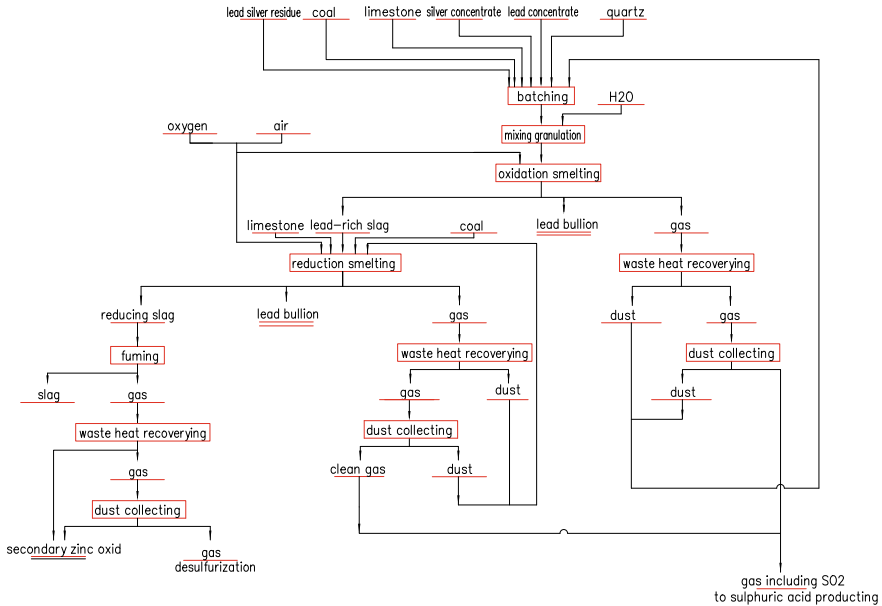 lead silver residue coal limestone silver concentrate lead concentrate quartz
batching H2O
oxygen air mixing granulation
oxidation smelting
limestone lead-rich slag coal lead bullion gas
reduction smelting waste heat recoverying
reducing slag lead bullion gas dust gas
fuming waste heat recoverying dust collecting
slag gas gas dust dust
waste heat recoverying dust collecting
gas clean gas dust
dust collecting
secondary zinc oxid gas
desulfurization
gas including SO2
to sulphuric acid producting